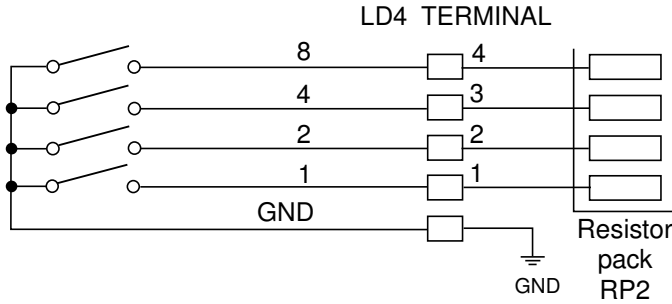 LD4 TERMINAL
8 4
4 3
2 2
1 1
GND
Resistor
pack
RP2
GND